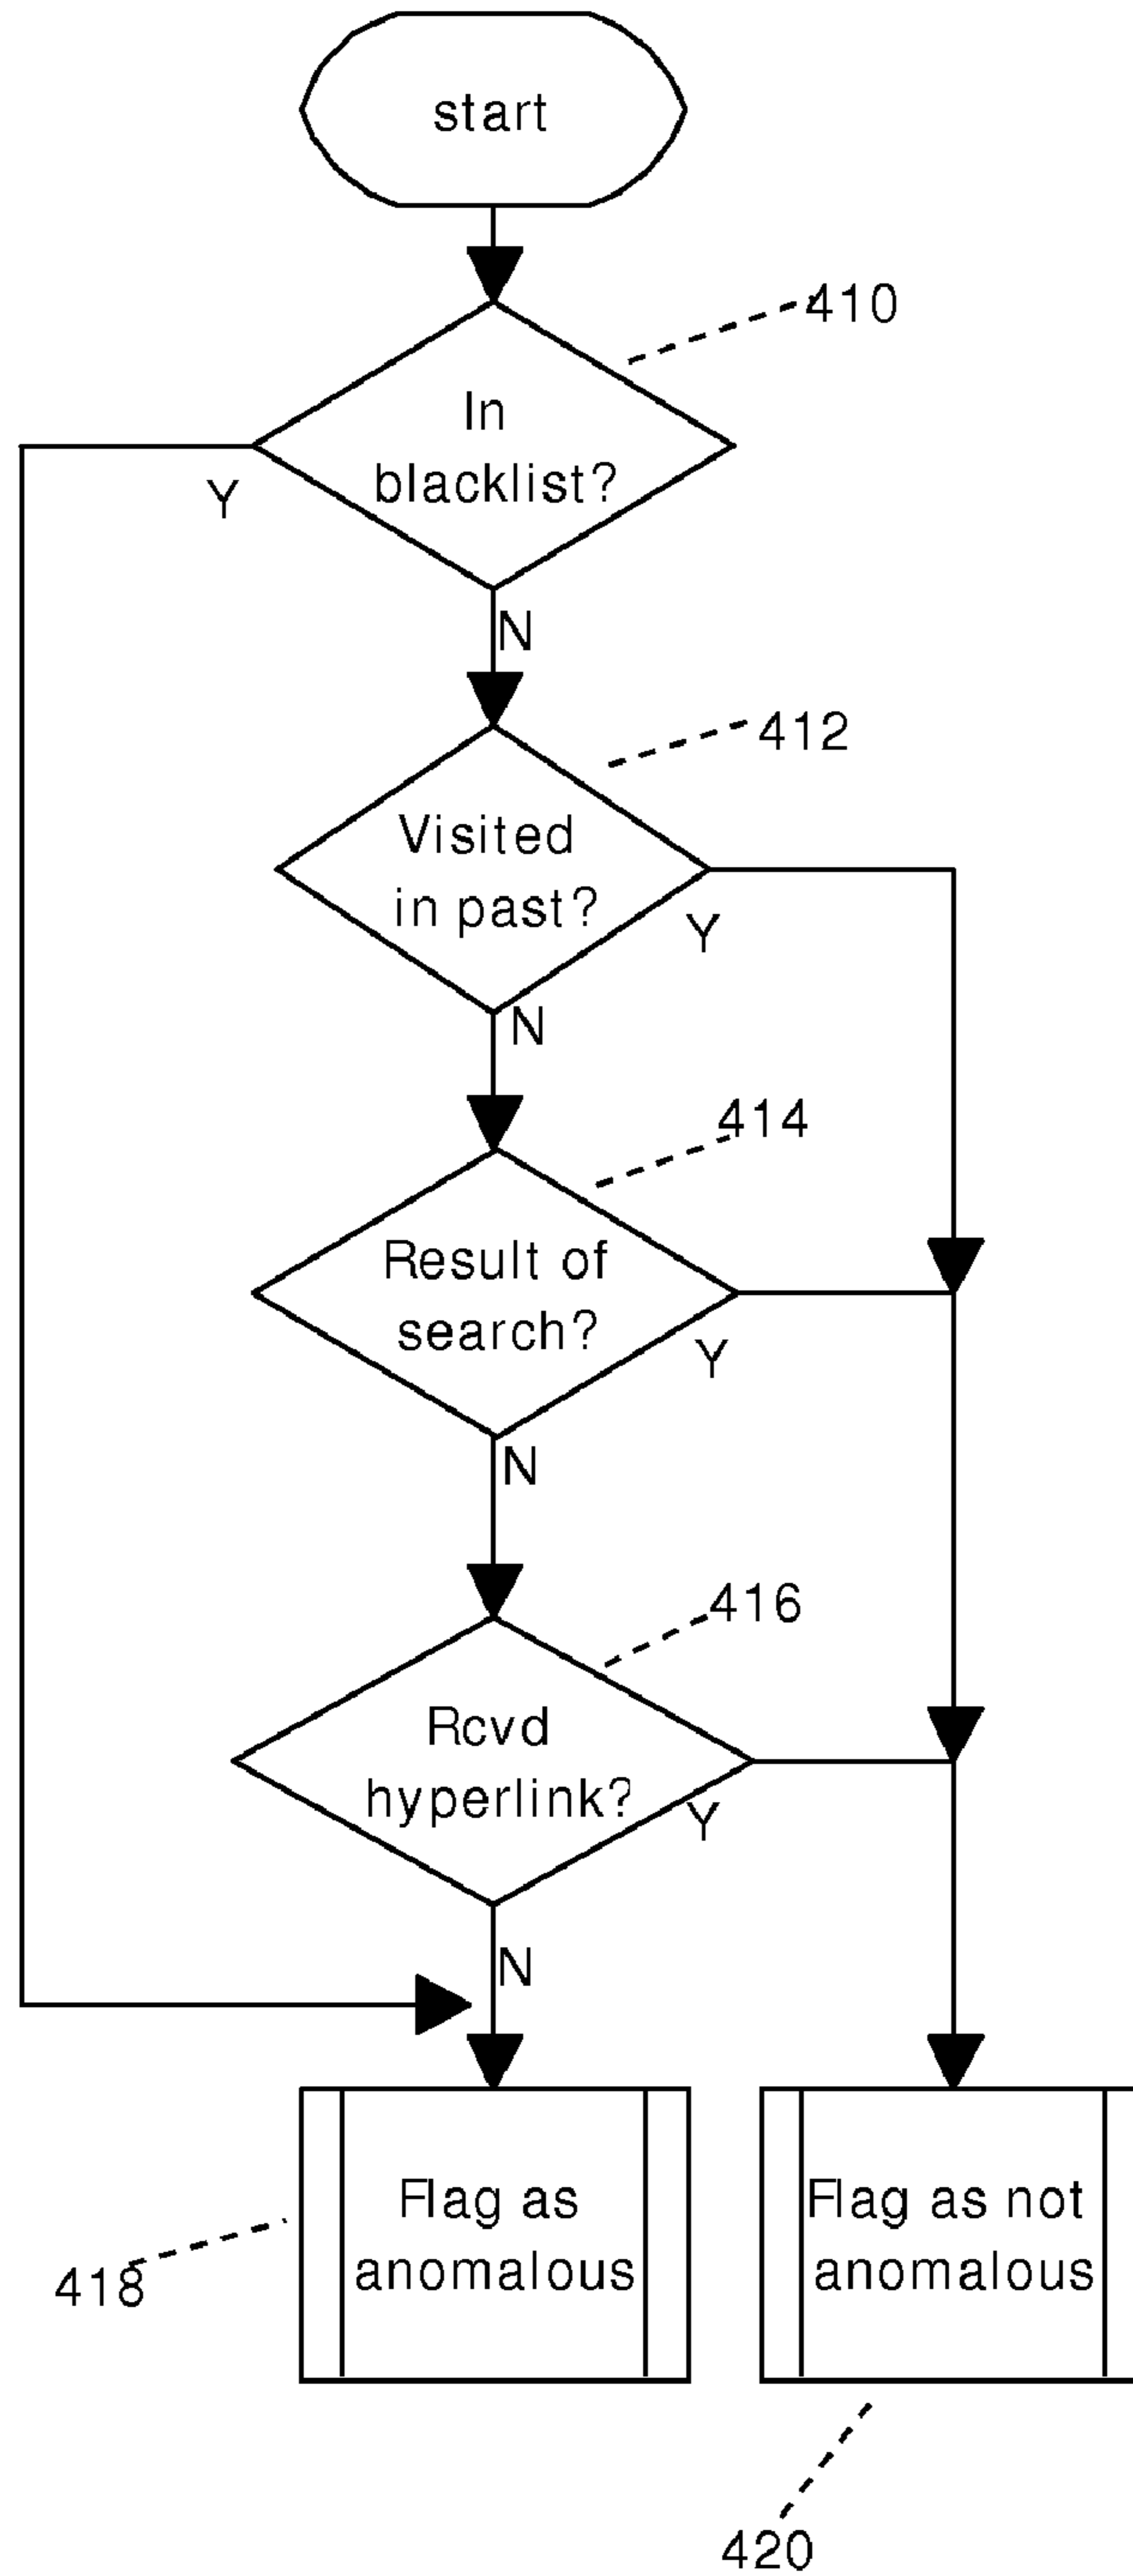 start
410
In
blacklist?
Y
N
412
Visited
in past?
Y
N
414
Result of
search?
Y
N
416
Rcvd
hyperlink?
Y
N
Flag as
anomalous
Flag as not
anomalous
418
420